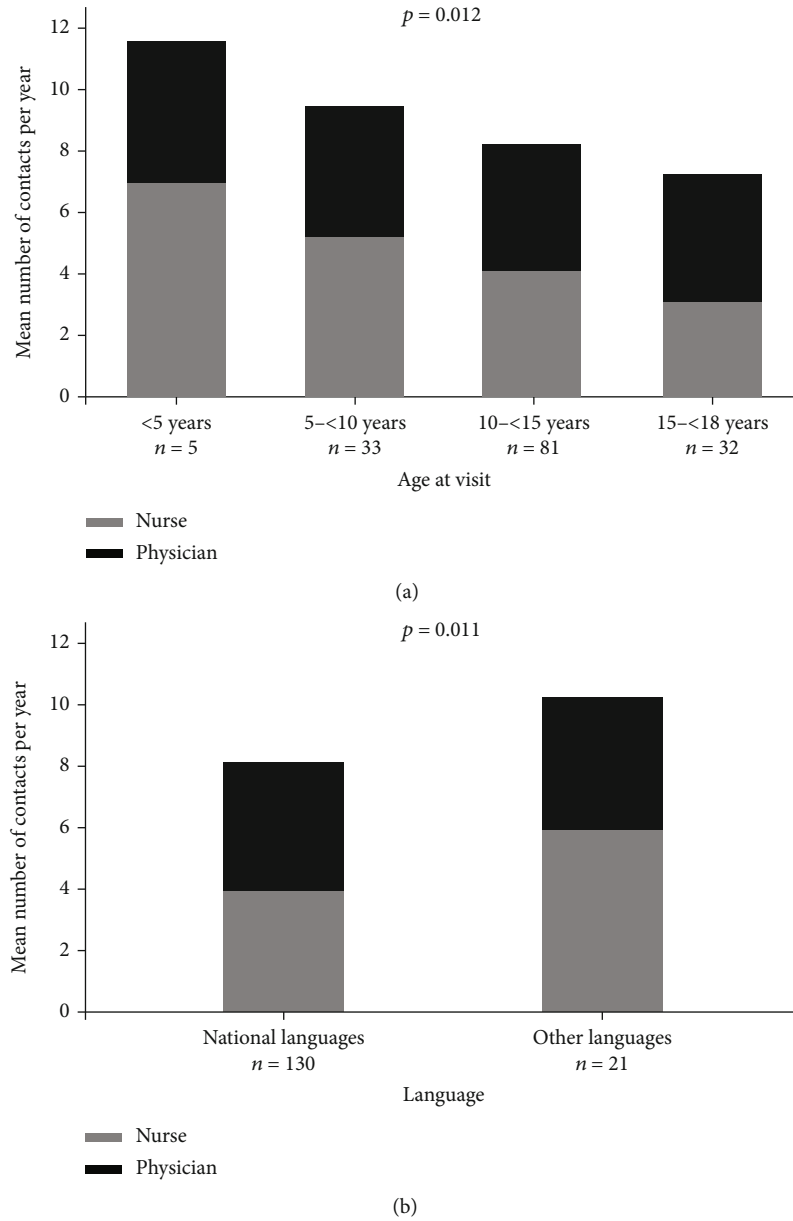 p = 0.012
12
10
8
6
4
2
0
Mean number of contacts per year
<5 years
n = 5
5–<10 years
n = 33
10–<15 years
n = 81
15–<18 years
n = 32
Age at visit
Nurse
Physician
(a)
p = 0.011
12
10
8
6
4
2
0
Mean number of contacts per year
National languages
n = 130
Other languages
n = 21
Language
Nurse
Physician
(b)